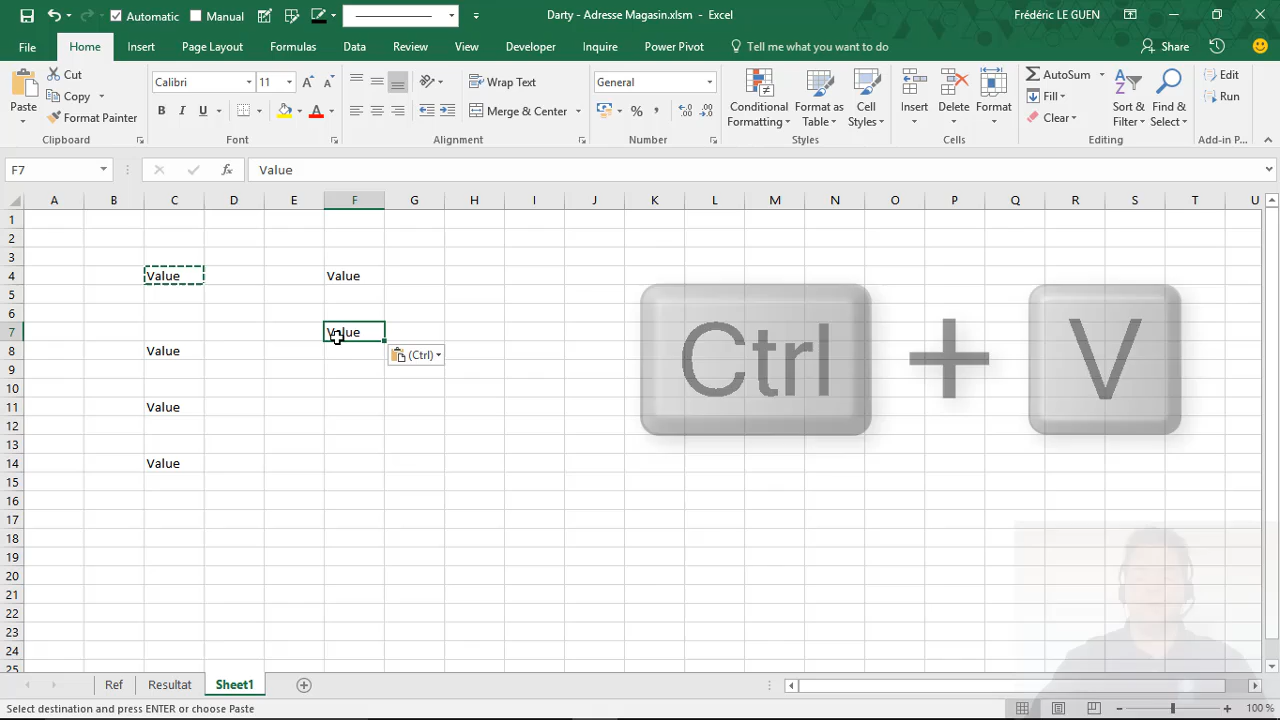 Automatic Manual Darty - Adresse Magasin.xlsm - Excel Frédéric LE GUEN
File Home Insert Page Layout Formulas Data Review View Developer Inquire Power Pivot Tell me what you want to do Share
Paste
Cut
Copy
Format Painter
Clipboard
Calibri 11
B I U
A A
A
Font
Wrap Text
Merge & Center
Alignment
General
%
,
Number
Conditional Formatting
Format as Table
Cell Styles
Styles
Insert
Delete
Format
Cells
AutoSum
Fill
Clear
Sort & Filter
Find & Select
Editing
Edit
Run
Add-in P...
F7 fx Value
A B C D E F G H I J K L M N O P Q R S T U
1
2
3
4 Value Value
5
6
7 Value
8 Value
9
10
11 Value
12
13
14 Value
15
16
17
18
19
20
21
22
23
24
25
(Ctrl)
Ctrl + V
Ref Resultat Sheet1
Select destination and press ENTER or choose Paste 100 %